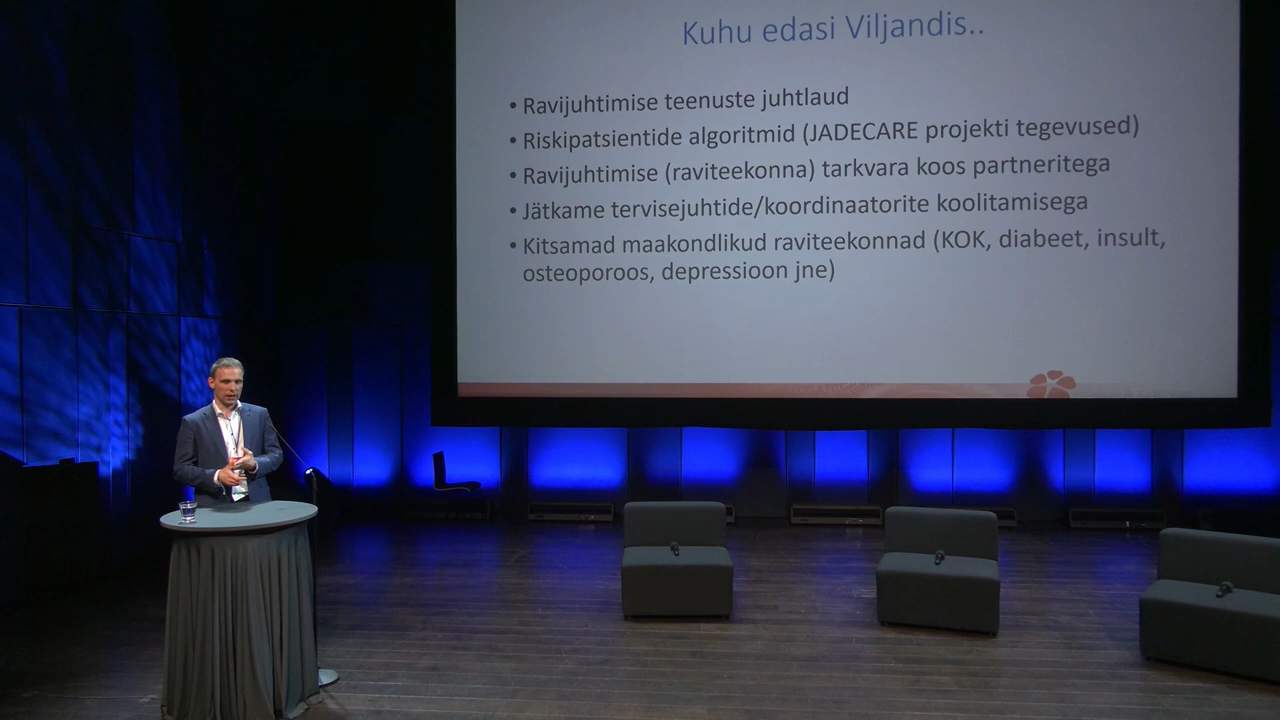 Kuhu edasi Viljandis..
• Ravijuhtimise teenuste juhtlaud
• Riskipatsientide algoritmid (JADECARE projekti tegevused)
• Ravijuhtimise (raviteekonna) tarkvara koos partneritega
• Jätkame tervisejuhtide/koordinaatorite koolitamisega
• Kitsamad maakondlikud raviteekonnad (KOK, diabeet, insult,
osteoporoos, depressioon jne)